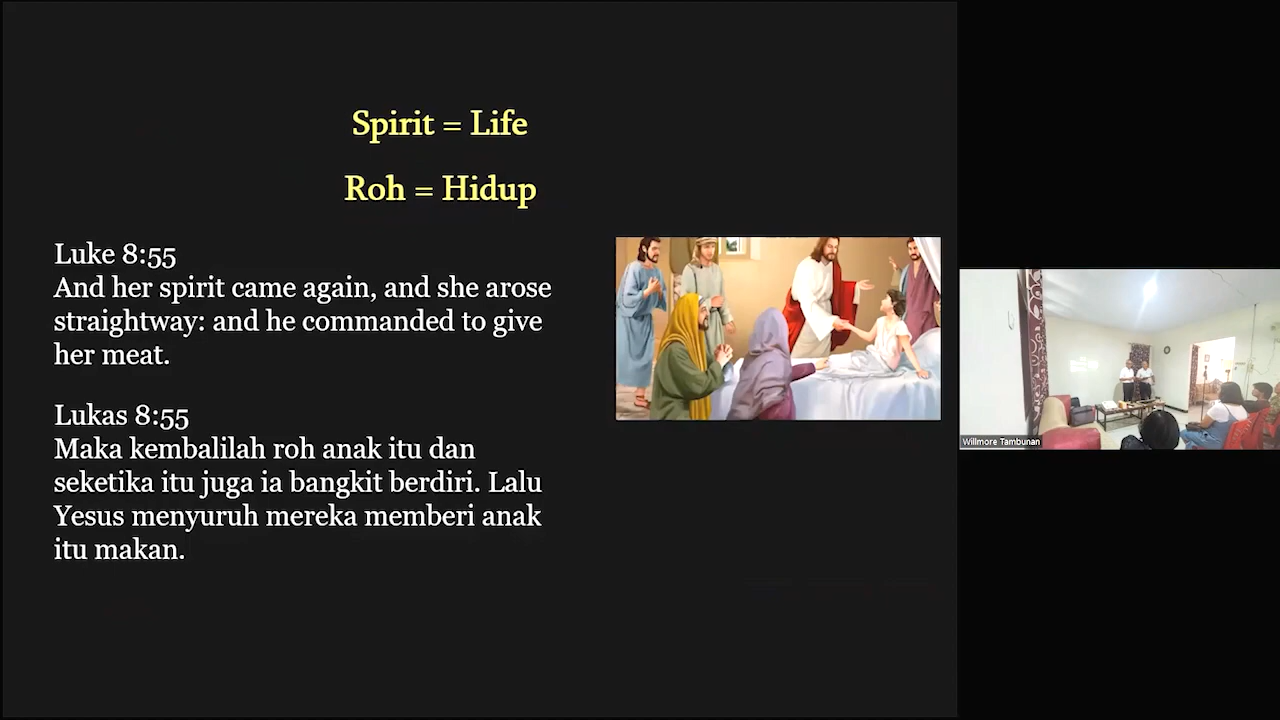 Spirit = Life
Roh = Hidup
Luke 8:55
And her spirit came again, and she arose
straightway: and he commanded to give
her meat.
Lukas 8:55
Maka kembalilah roh anak itu dan
seketika itu juga ia bangkit berdiri. Lalu
Yesus menyuruh mereka memberi anak
itu makan.
Willmore Tambunan